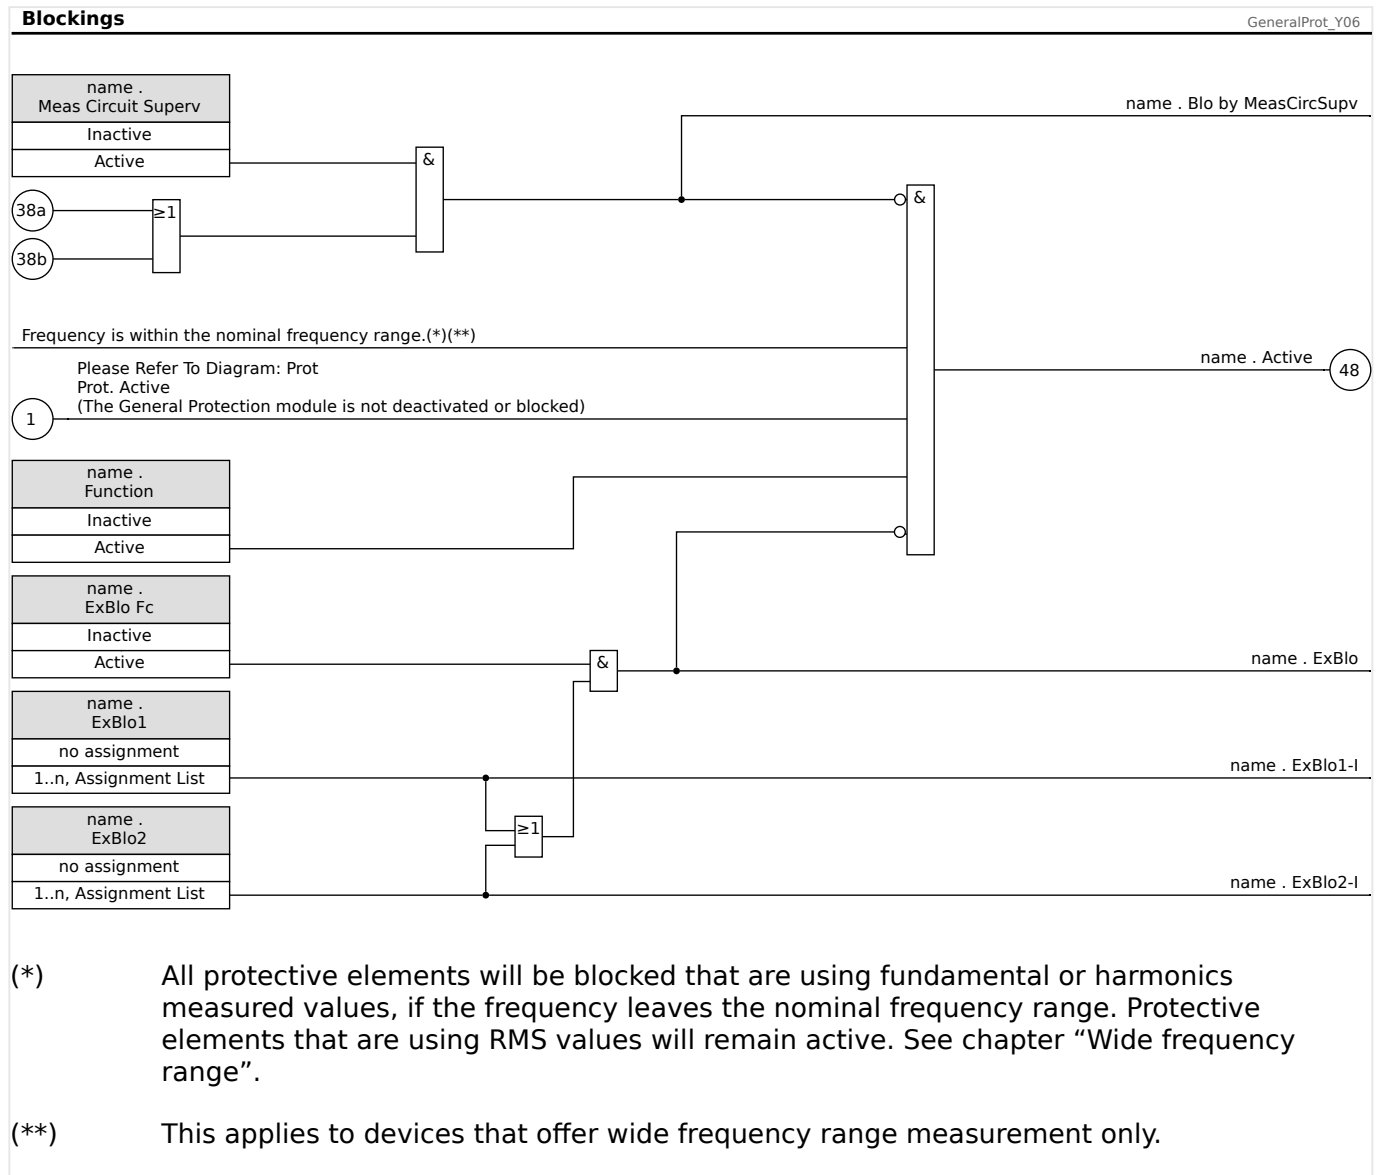 Blockings
GeneralProt_Y06
name .
Meas Circuit Superv
Inactive
Active
name . Blo by MeasCircSupv
&
&
38a
≥1
38b
Frequency is within the nominal frequency range.(*)(**)
Please Refer To Diagram: Prot
Prot. Active
(The General Protection module is not deactivated or blocked)
1
name . Active
48
name .
Function
Inactive
Active
name .
ExBlo Fc
Inactive
Active
&
name . ExBlo
name .
ExBlo1
no assignment
1..n, Assignment List
name . ExBlo1-I
≥1
name .
ExBlo2
no assignment
1..n, Assignment List
name . ExBlo2-I
(*) All protective elements will be blocked that are using fundamental or harmonics
measured values, if the frequency leaves the nominal frequency range. Protective
elements that are using RMS values will remain active. See chapter “Wide frequency
range”.
(**) This applies to devices that offer wide frequency range measurement only.